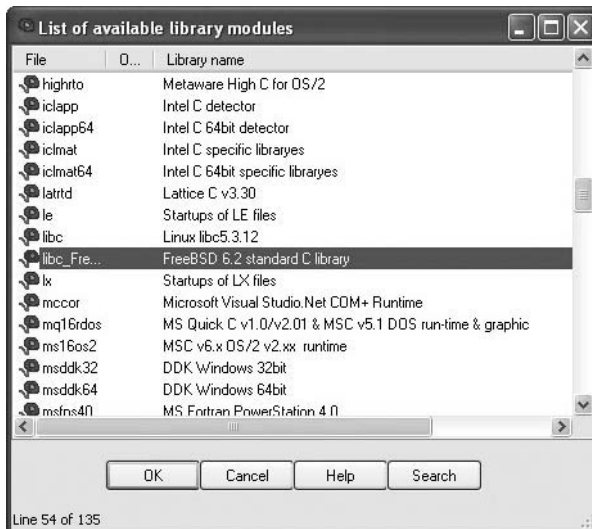 List of available library modules
File O... Library name
highrto Metaware High C for OS/2
iclapp Intel C detector
iclapp64 Intel C 64bit detector
iclmat Intel C specific libraryes
iclmat64 Intel C 64bit specific libraryes
latrtd Lattice C v3.30
le Startups of LE files
libc Linux libc5.3.12
libc_Fre... FreeBSD 6.2 standard C library
lx Startups of LX files
mccor Microsoft Visual Studio.Net COM+ Runtime
mq16rdos MS Quick C v1.0/v2.01 & MSC v5.1 DOS run-time & graphic
ms16os2 MSC v6.x OS/2 v2.xx runtime
msddk32 DDK Windows 32bit
msddk64 DDK Windows 64bit
msfps40 MS Fortran PowerStation 4.0
OK Cancel Help Search
Line 54 of 135